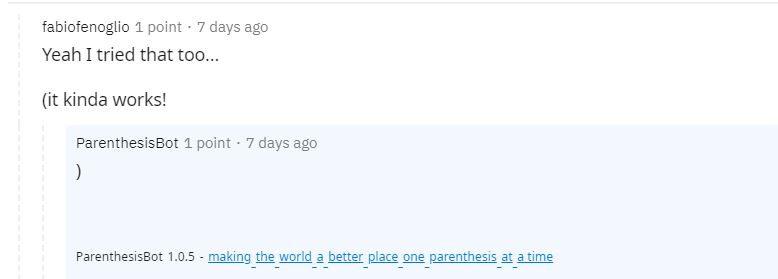 fabiofenoglio 1 point · 7 days ago
Yeah I tried that too...
(it kinda works!
ParenthesisBot 1 point · 7 days ago
)
ParenthesisBot 1.0.5 - making the world a better place one parenthesis at a time